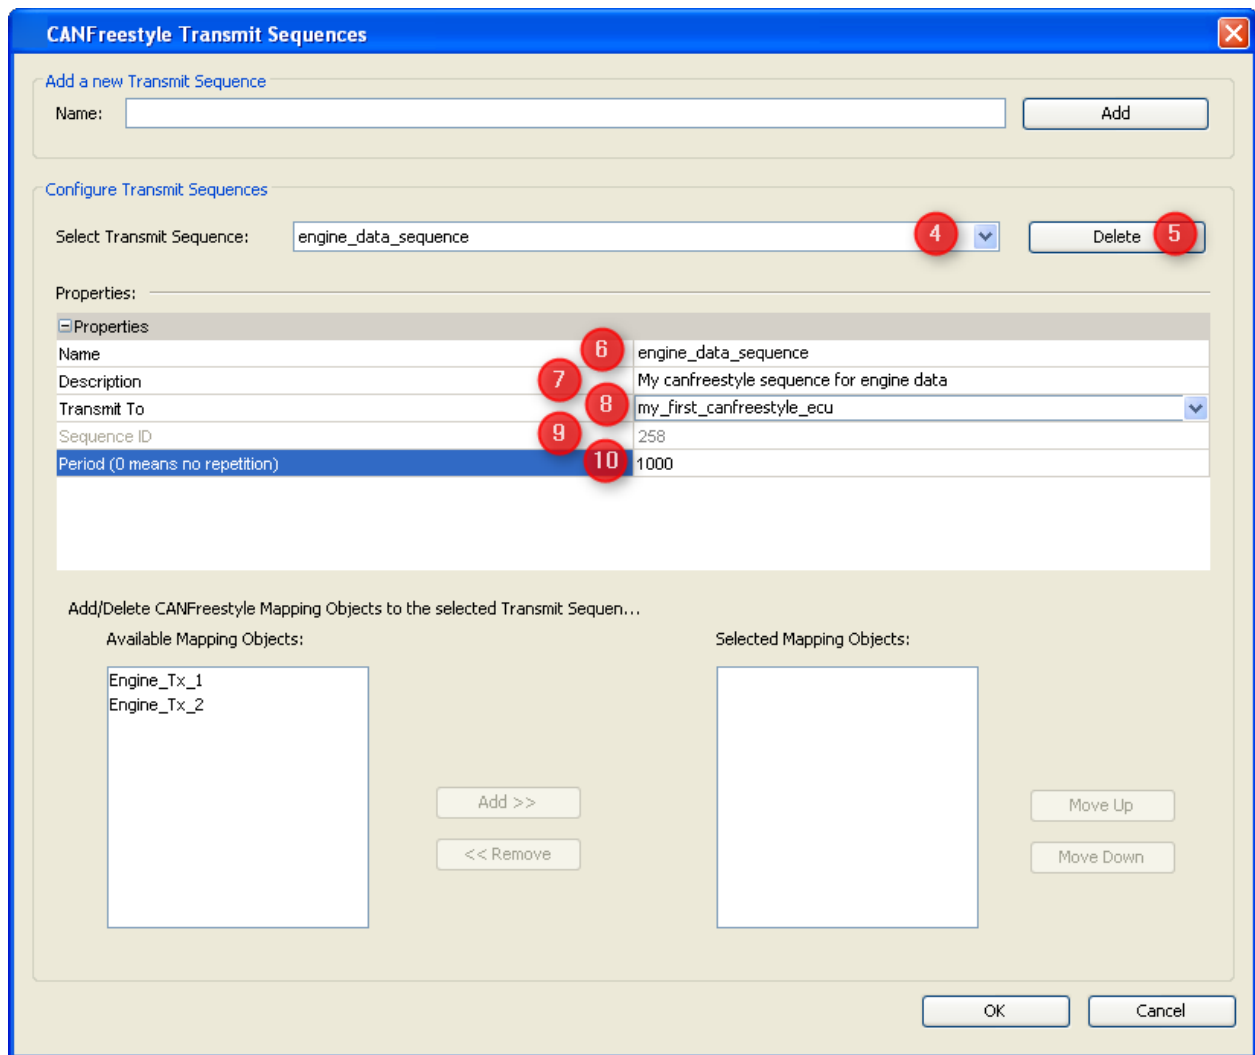 CANFreestyle Transmit Sequences
Add a new Transmit Sequence
Name: Add
Configure Transmit Sequences
Select Transmit Sequence: engine_data_sequence 4 Delete 5
Properties:
Properties
Name 6 engine_data_sequence
Description 7 My canfreestyle sequence for engine data
Transmit To 8 my_first_canfreestyle_ecu
Sequence ID 9 258
Period (0 means no repetition) 10 1000
Add/Delete CANFreestyle Mapping Objects to the selected Transmit Sequen...
Available Mapping Objects: Selected Mapping Objects:
Engine_Tx_1
Engine_Tx_2
Add >> Move Up
<< Remove Move Down
OK Cancel